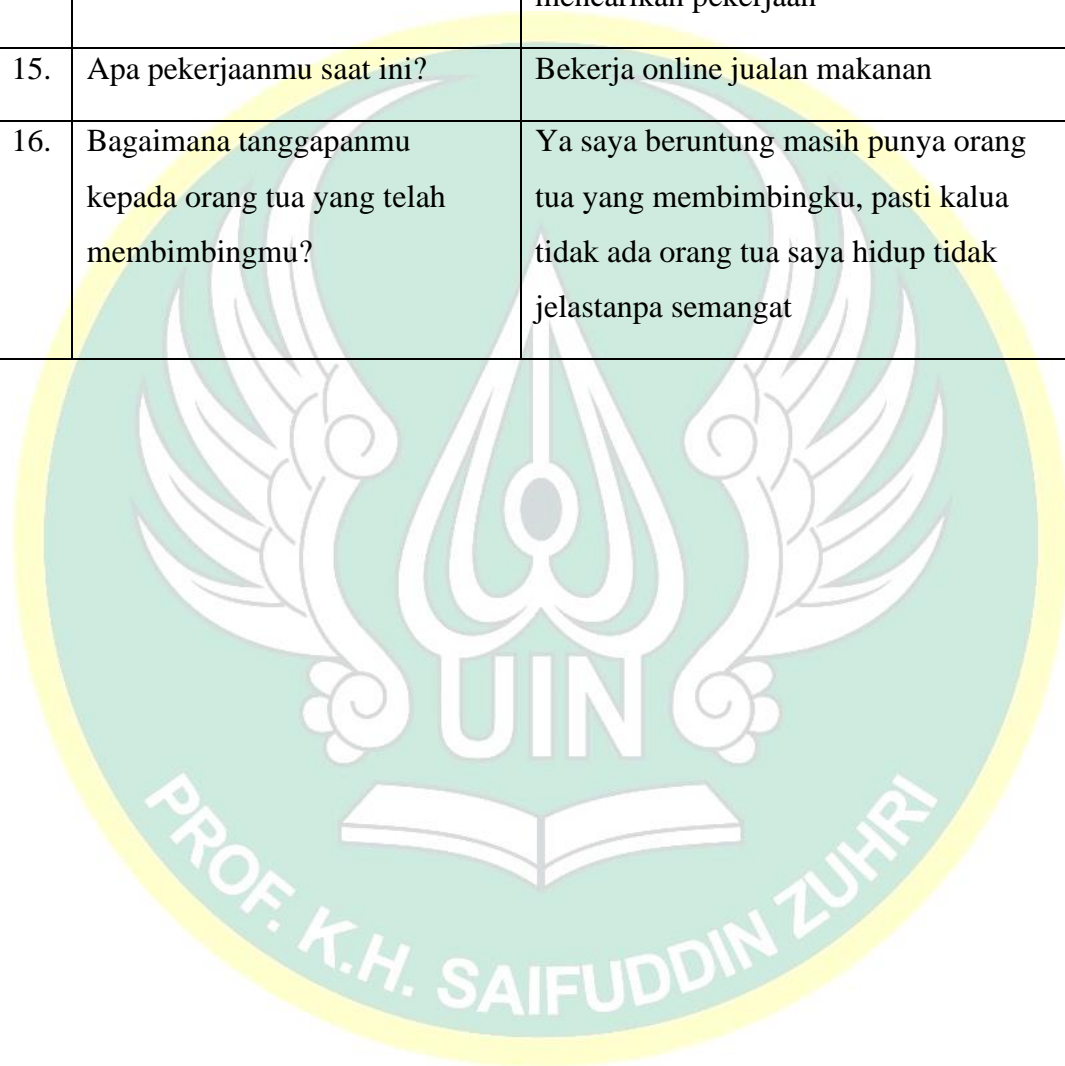 mencarikan pekerjaan
15. Apa pekerjaanmu saat ini? Bekerja online jualan makanan
16. Bagaimana tanggapanmu Ya saya beruntung masih punya orang
kepada orang tua yang telah tua yang membimbingku, pasti kalua
membimbingmu? tidak ada orang tua saya hidup tidak
jelastanpa semangat
UIN
PROF. K.H. SAIFUDDIN ZUHRI